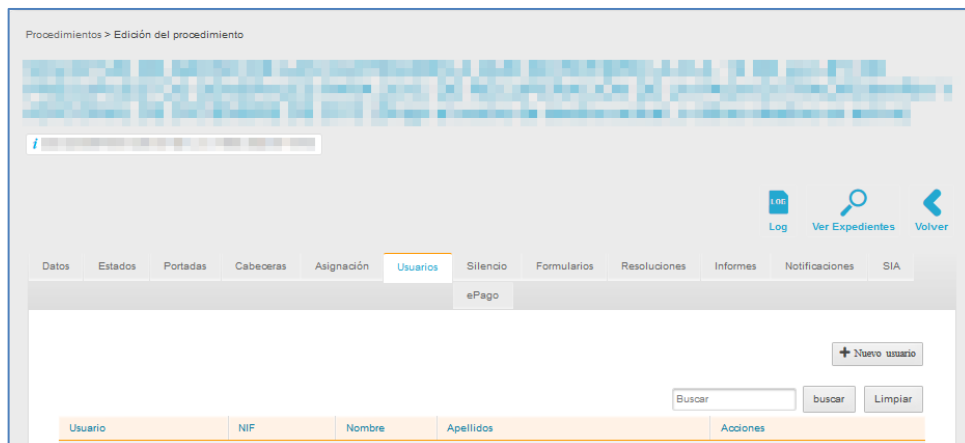 Procedimientos > Edición del procedimiento
i
LOG
Log Ver Expedientes Volver
Datos Estados Portadas Cabeceras Asignación Usuarios Silencio Formularios Resoluciones Informes Notificaciones SIA
ePago
+ Nuevo usuario
Buscar buscar Limpiar
Usuario NIF Nombre Apellidos Acciones